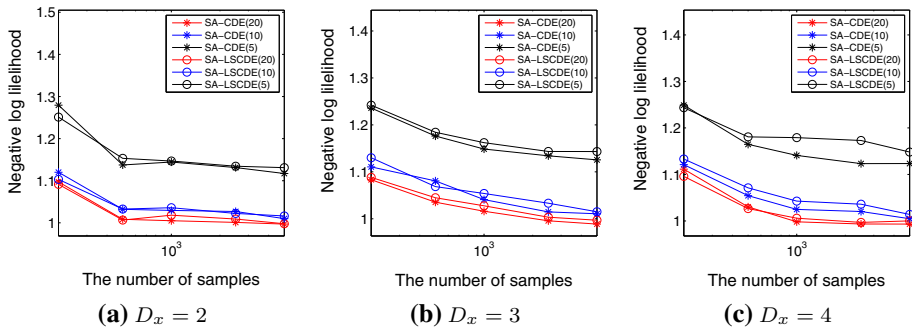 1.5
1.4
1.3
1.2
1.1
1
Negative log lilelihood
SA-CDE(20)
SA-CDE(10)
SA-CDE(5)
SA-LSCDE(20)
SA-LSCDE(10)
SA-LSCDE(5)
10^3
The number of samples
(a) D_x = 2
1.4
1.3
1.2
1.1
1
Negative log lilelihood
SA-CDE(20)
SA-CDE(10)
SA-CDE(5)
SA-LSCDE(20)
SA-LSCDE(10)
SA-LSCDE(5)
10^3
The number of samples
(b) D_x = 3
1.4
1.3
1.2
1.1
1
Negative log lilelihood
SA-CDE(20)
SA-CDE(10)
SA-CDE(5)
SA-LSCDE(20)
SA-LSCDE(10)
SA-LSCDE(5)
10^3
The number of samples
(c) D_x = 4